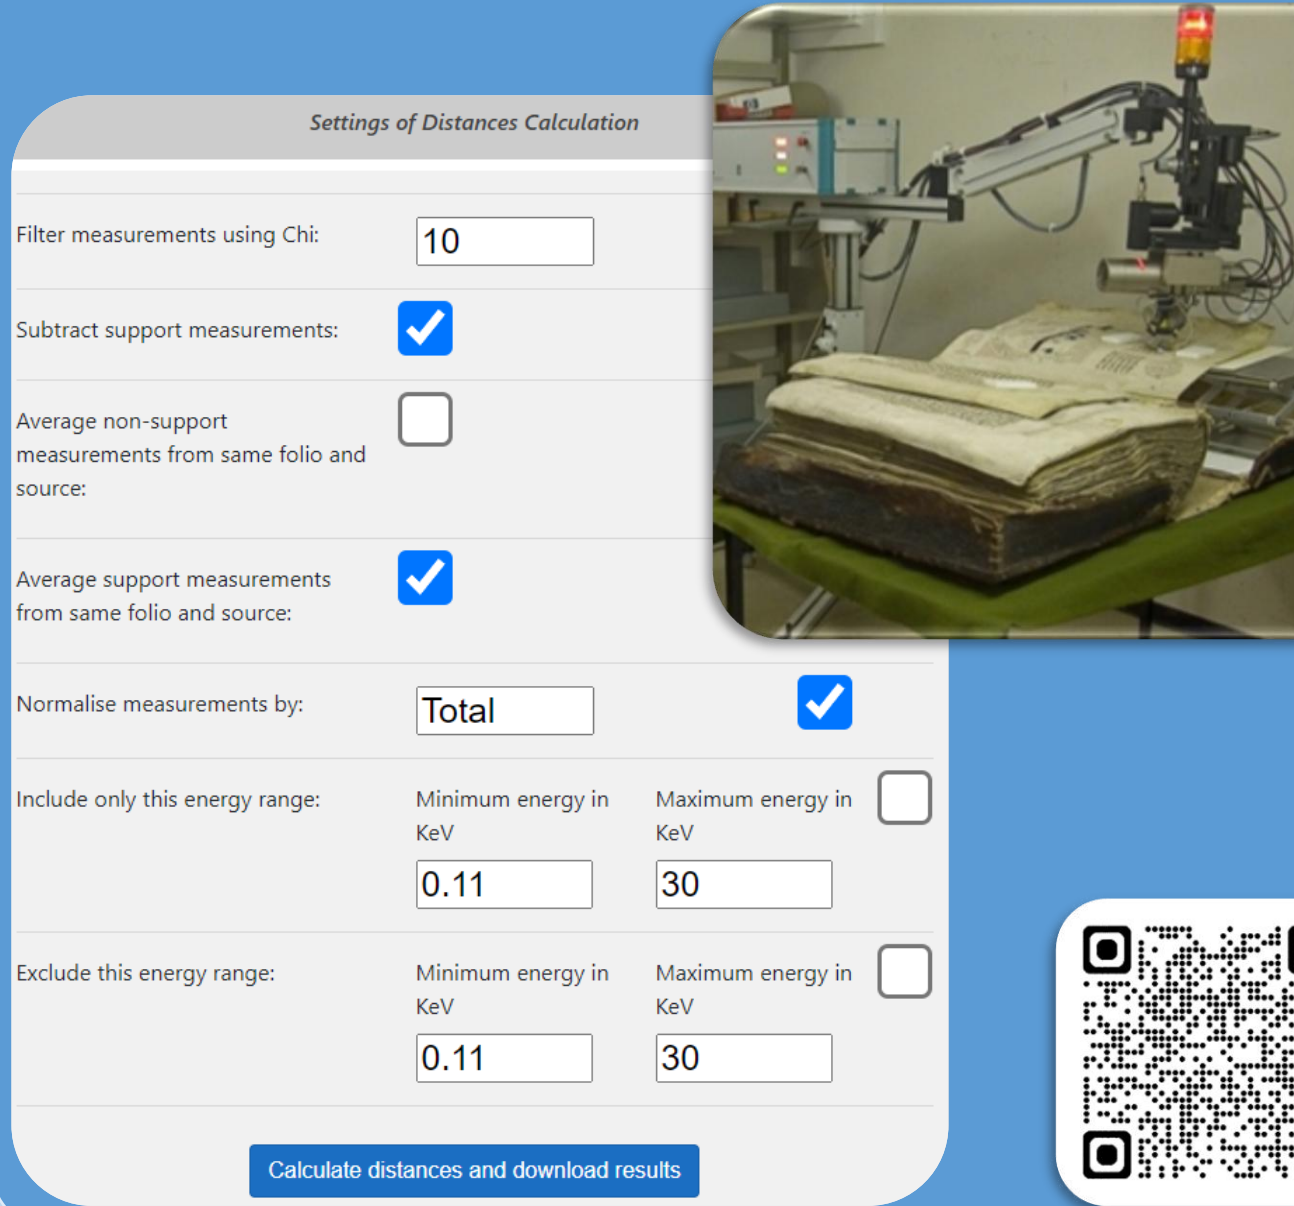 Settings of Distances Calculation
Filter measurements using Chi:
10
Subtract support measurements:
Average non-support
measurements from same folio and
source:
Average support measurements
from same folio and source:
Normalise measurements by:
Total
Include only this energy range:
Minimum energy in
KeV
Maximum energy in
KeV
0.11
30
Exclude this energy range:
Minimum energy in
KeV
Maximum energy in
KeV
0.11
30
Calculate distances and download results